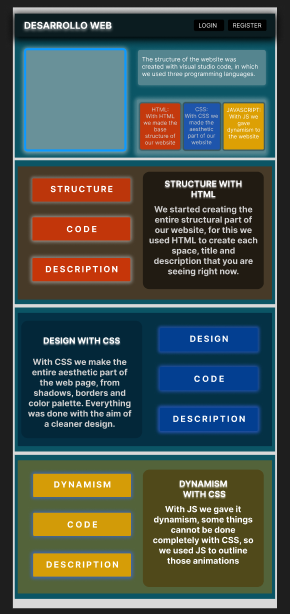 DESARROLLO WEB
LOGIN
REGISTER
The structure of the website was
created with visual studio code, in which
we used three programming languages.
HTML:
With HTML
we made the
base
structure of
our website
CSS:
With CSS we
made the
aesthetic
part of our
website
JAVASCRIPT:
With JS we
gave
dynamism to
the website
STRUCTURE
CODE
DESCRIPTION
STRUCTURE WITH
HTML
We started creating the
entire structural part of
our website, for this we
used HTML to create each
space, title and
description that you are
seeing right now.
DESIGN WITH CSS
With CSS we make the
entire aesthetic part of
the web page, from
shadows, borders and
color palette. Everything
was done with the aim of
a cleaner design.
DESIGN
CODE
DESCRIPTION
DYNAMISM
CODE
DESCRIPTION
DYNAMISM
WITH CSS
With JS we gave it
dynamism, some things
cannot be done
completely with CSS, so
we used JS to outline
those animations